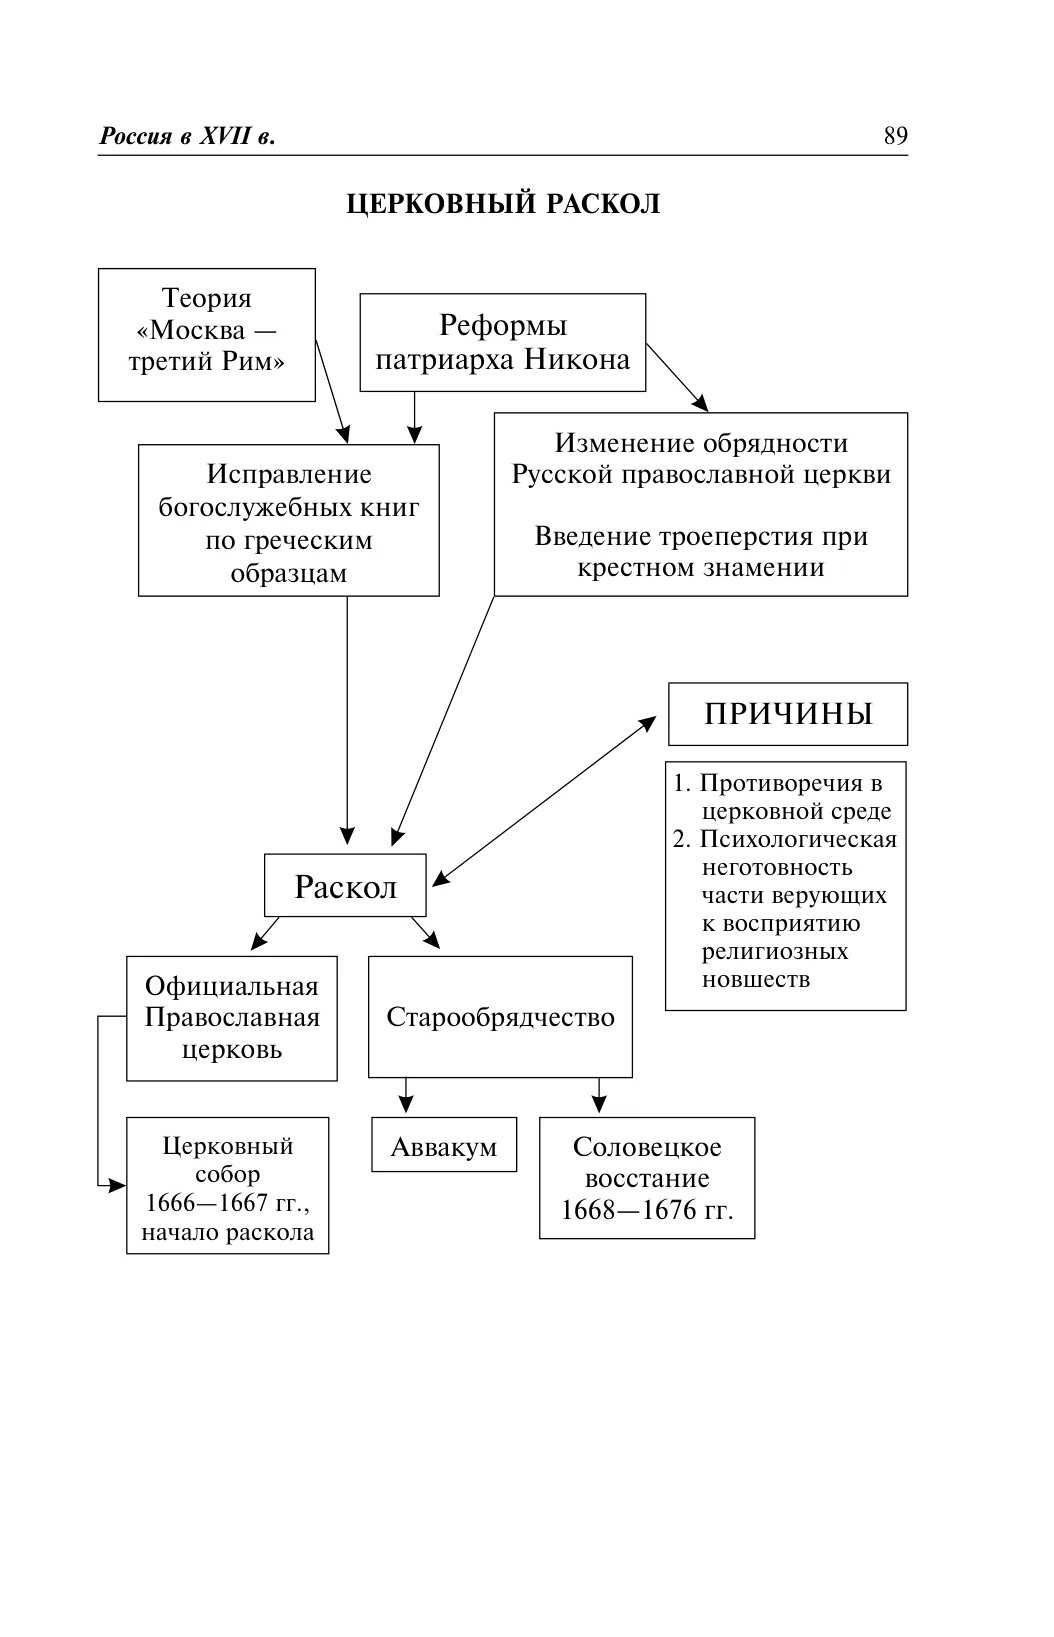 Россия в XVII в.
89
ЦЕРКОВНЫЙ РАСКОЛ
Теория
«Москва —
третий Рим»
Реформы
патриарха Никона
Исправление
богослужебных книг
по греческим
образцам
Изменение обрядности
Русской православной церкви
Введение троеперстия при
крестном знамении
ПРИЧИНЫ
1. Противоречия в
церковной среде
2. Психологическая
неготовность
части верующих
к восприятию
религиозных
новшеств
Раскол
Официальная
Православная
церковь
Старообрядчество
Церковный
собор
1666—1667 гг.,
начало раскола
Аввакум
Соловецкое
восстание
1668—1676 гг.